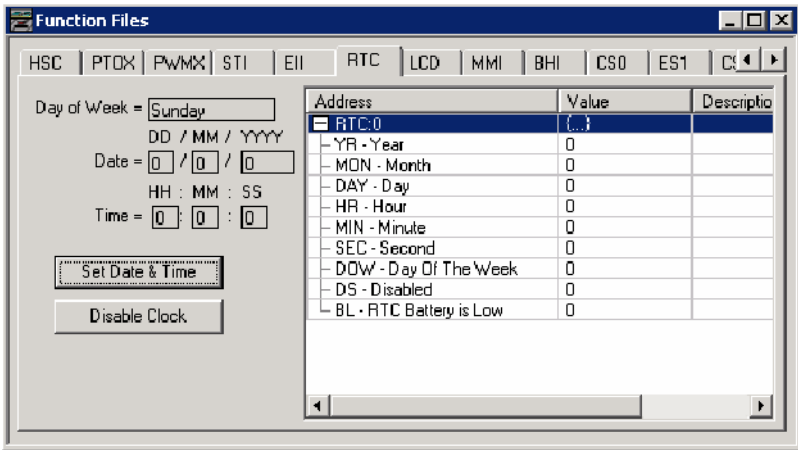 Function Files
HSC PTOX PWMX STI EII RTC LCD MMI BHI CS0 ES1
Day of Week = Sunday
DD / MM / YYYY
Date = 0 / 0 / 0
HH : MM : SS
Time = 0 : 0 : 0
Set Date & Time
Disable Clock
Address Value Descriptio
RTC:0 {...}
YR - Year 0
MON - Month 0
DAY - Day 0
HR - Hour 0
MIN - Minute 0
SEC - Second 0
DOW - Day Of The Week 0
DS - Disabled 0
BL - RTC Battery is Low 0